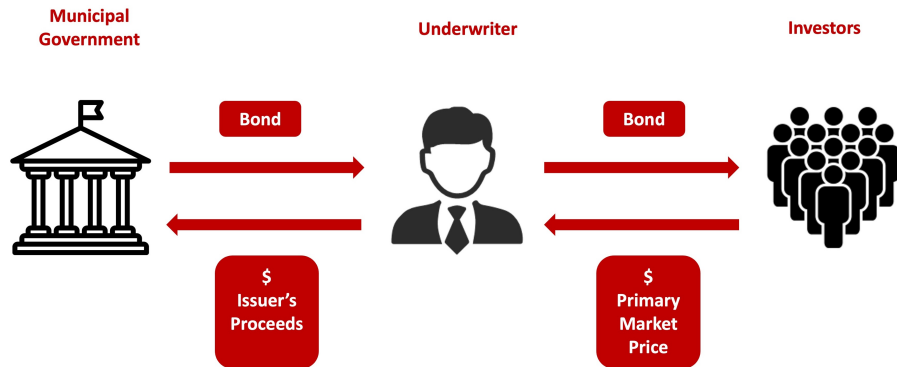 Municipal
Government
Underwriter
Investors
Bond
Bond
$
Issuer's
Proceeds
$
Primary
Market
Price